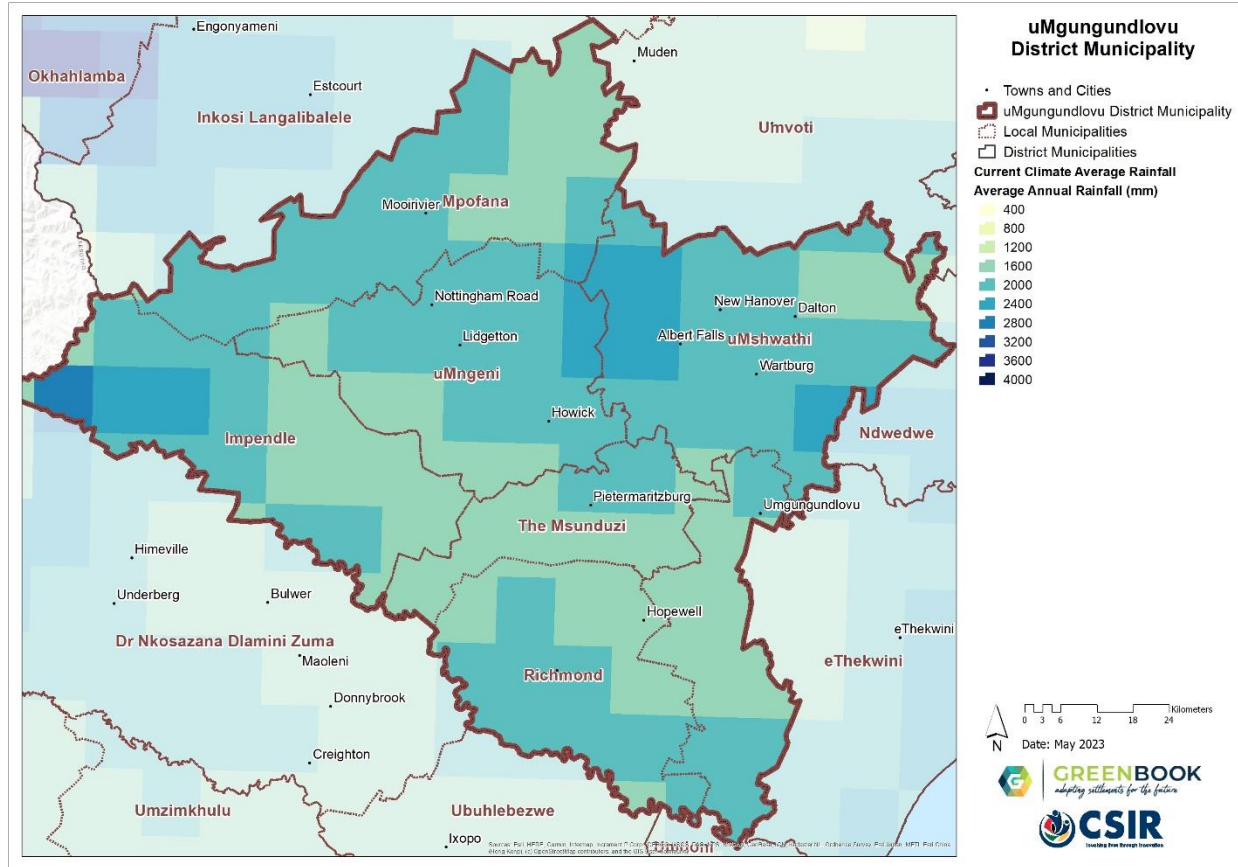 Engonyameni
Okhahlamba
Estcourt
Inkosi Langalibalele
Muden
Umvoti
Mooirivier
Mpofana
Nottingham Road
Lidgetton
uMngeni
New Hanover
Dalton
Albert Falls
uMshwathi
Wartburg
Howick
Impendle
Ndwedwe
Pietermaritzburg
The Msunduzi
Umgungundlovu
Himeville
Underberg
Bulwer
Hopewell
eThekwini
Dr Nkosazana Dlamini Zuma
Maoleni
Richmond
eThekwini
Donnybrook
Creighton
Umzimkhulu
Ubuhlebezwe
Ixopo
uMgungundlovu
District Municipality
Towns and Cities
uMgungundlovu District Municipality
Local Municipalities
District Municipalities
Current Climate Average Rainfall
Average Annual Rainfall (mm)
400
800
1200
1600
2000
2400
2800
3200
3600
4000
Kilometers
0 3 6 12 18 24
N
Date: May 2023
G GREENBOOK
adapting settlements for the future
CSIR
Touching lives through innovation